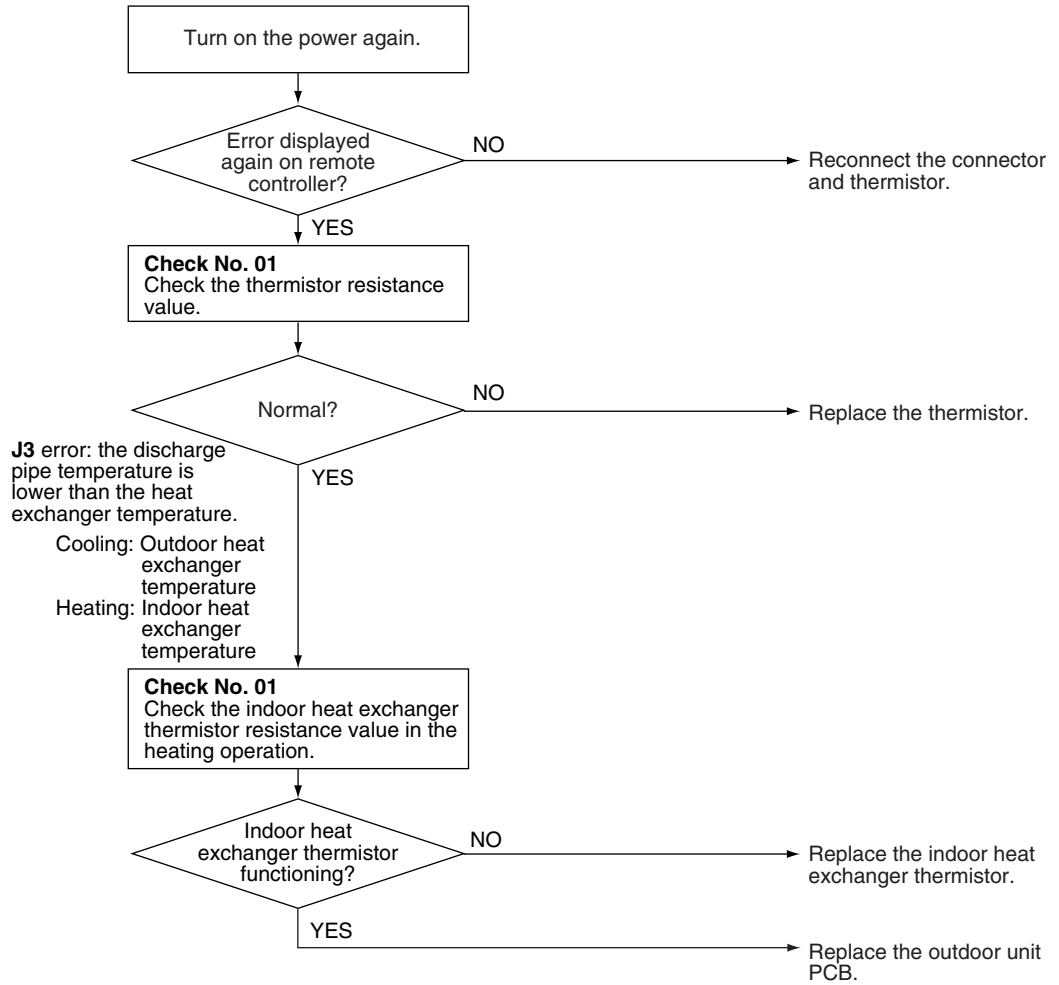 Turn on the power again.
Error displayed
again on remote
controller?
NO
Reconnect the connector
and thermistor.
YES
Check No. 01
Check the thermistor resistance
value.
Normal?
NO
Replace the thermistor.
J3 error: the discharge
pipe temperature is
lower than the heat
exchanger temperature.
YES
Cooling: Outdoor heat
exchanger
temperature
Heating: Indoor heat
exchanger
temperature
Check No. 01
Check the indoor heat exchanger
thermistor resistance value in the
heating operation.
Indoor heat
exchanger thermistor
functioning?
NO
Replace the indoor heat
exchanger thermistor.
YES
Replace the outdoor unit
PCB.